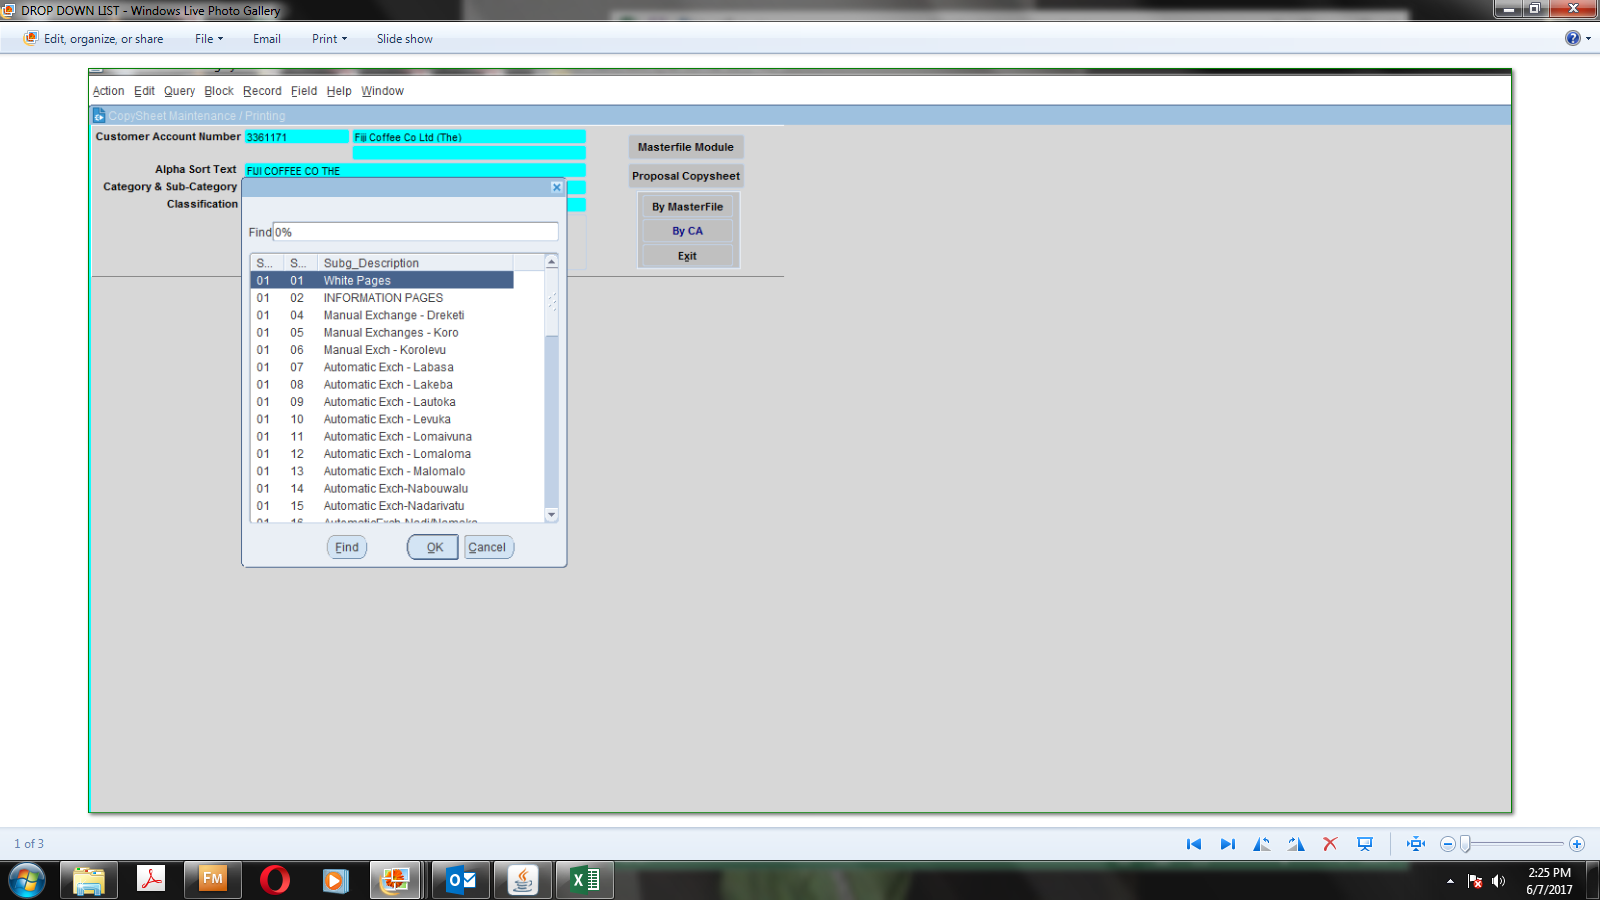 DROP DOWN LIST - Windows Live Photo Gallery
Edit, organize, or share File Email Print Slide show
Action Edit Query Block Record Field Help Window
CopySheet Maintenance / Printing
Customer Account Number 3361171 Fiji Coffee Co Ltd (The)
Masterfile Module
Alpha Sort Text FIJI COFFEE CO THE
Proposal Copysheet
Category & Sub-Category
Classification
By MasterFile
By CA
Exit
Find 0%
S... S... Subg_Description
01 01 White Pages
01 02 INFORMATION PAGES
01 04 Manual Exchange - Dreketi
01 05 Manual Exchanges - Koro
01 06 Manual Exch - Korolevu
01 07 Automatic Exch - Labasa
01 08 Automatic Exch - Lakeba
01 09 Automatic Exch - Lautoka
01 10 Automatic Exch - Levuka
01 11 Automatic Exch - Lomaivuna
01 12 Automatic Exch - Lomaloma
01 13 Automatic Exch - Malomalo
01 14 Automatic Exch-Nabouwalu
01 15 Automatic Exch-Nadarivatu
01 16
Find OK Cancel
1 of 3
Fm
2:25 PM
6/7/2017